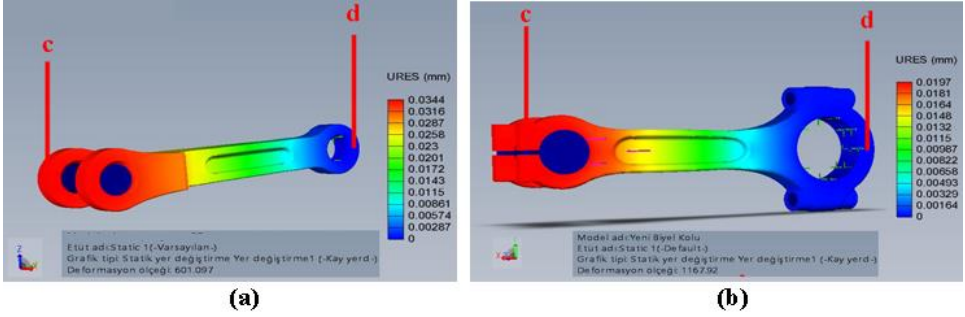 c
d
URES (mm)
0.0344
0.0316
0.0287
0.0258
0.023
0.0201
0.0172
0.0143
0.0115
0.00861
0.00574
0.00287
0
Etüt adı:Static 1(-Varsayılan-)
Grafik tipi: Statik yer değiştirme Yer değiştirme1 (-Kay yerd-)
Deformasyon ölçeği: 601.097
(a)
c
d
URES (mm)
0.0197
0.0181
0.0164
0.0148
0.0132
0.0115
0.00987
0.00822
0.00658
0.00493
0.00329
0.00164
0
Model adı:Yeni Biyel Kolu
Etüt adı:Static 1(-Default-)
Grafik tipi: Statik yer değiştirme Yer değiştirme1 (-Kay yerd-)
Deformasyon ölçeği: 1167.92
(b)